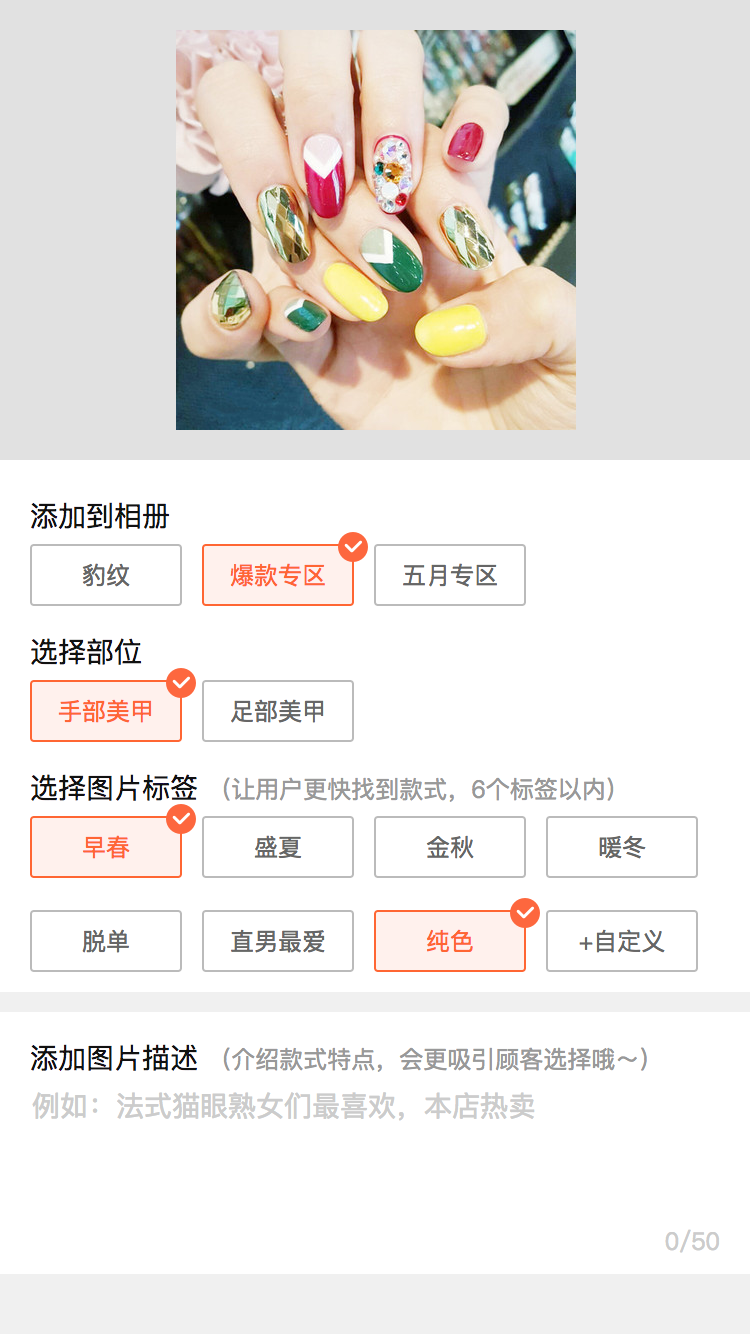 添加到相册
豹纹 爆款专区 五月专区
选择部位
手部美甲 足部美甲
选择图片标签 （让用户更快找到款式，6个标签以内）
早春 盛夏 金秋 暖冬
脱单 直男最爱 纯色 +自定义
添加图片描述 （介绍款式特点，会更吸引顾客选择哦～）
例如：法式猫眼熟女们最喜欢，本店热卖
0/50